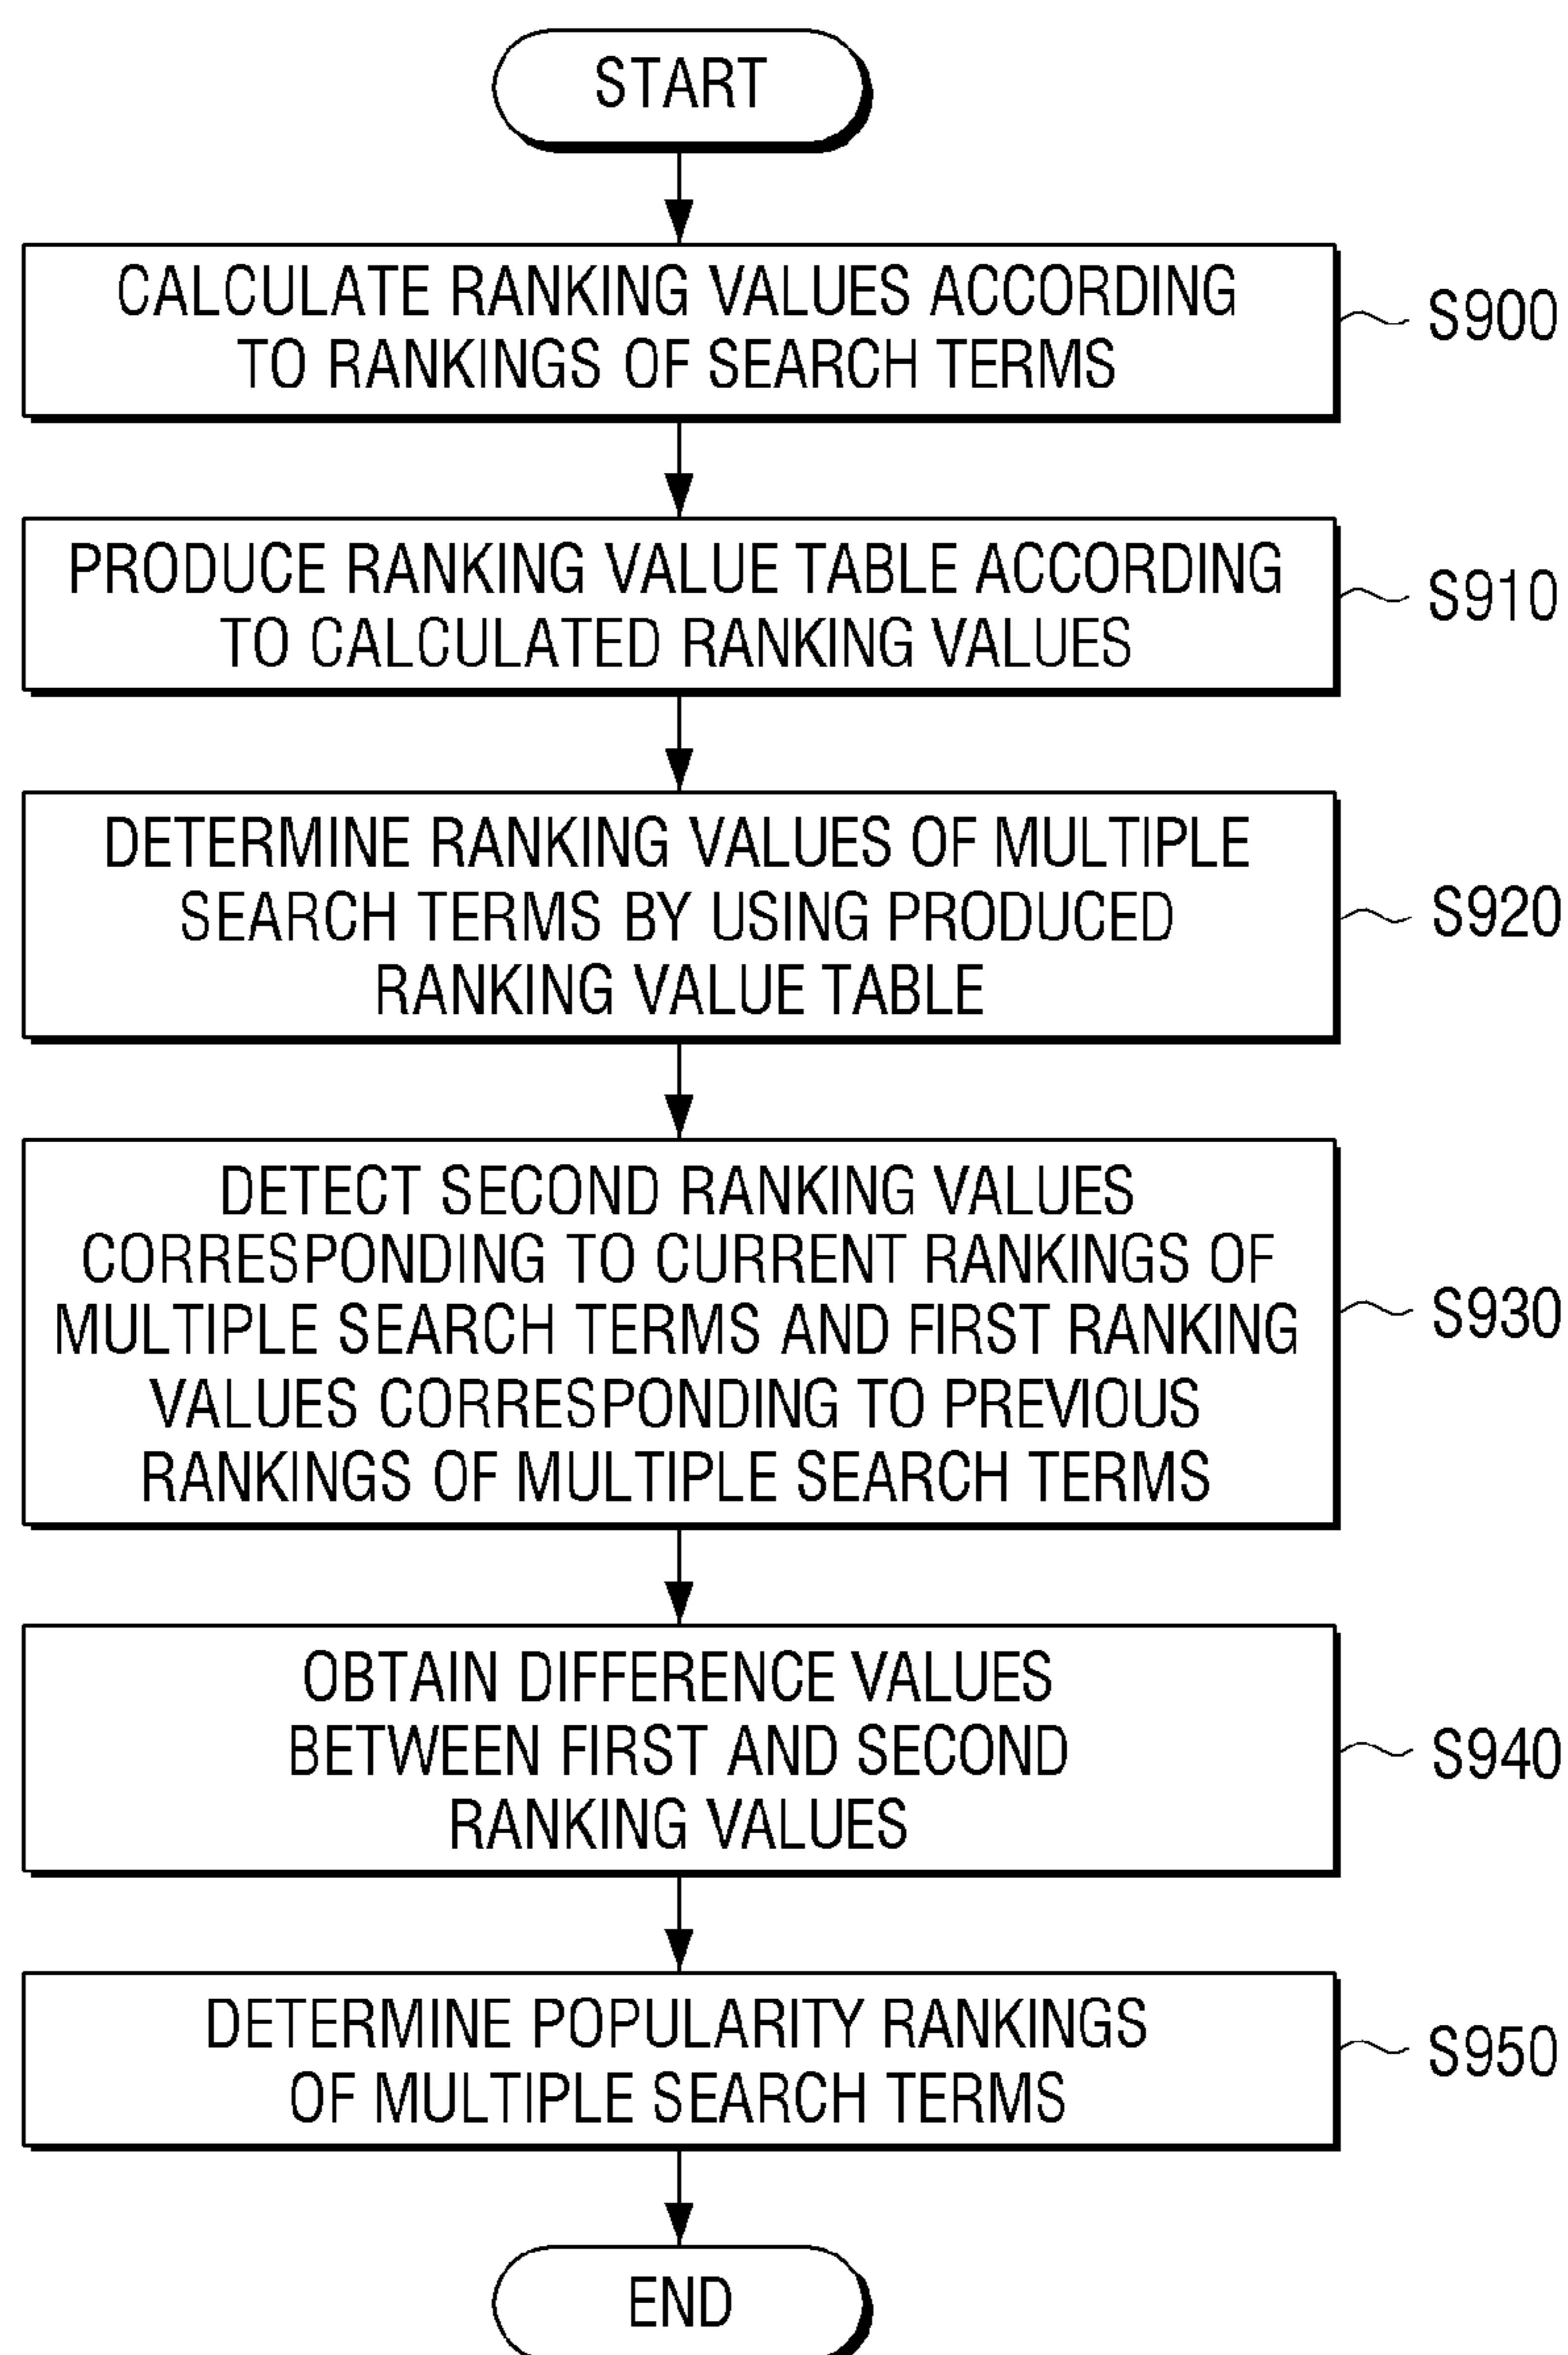 START
CALCULATE RANKING VALUES ACCORDING
TO RANKINGS OF SEARCH TERMS
S900
PRODUCE RANKING VALUE TABLE ACCORDING
TO CALCULATED RANKING VALUES
S910
DETERMINE RANKING VALUES OF MULTIPLE
SEARCH TERMS BY USING PRODUCED
RANKING VALUE TABLE
S920
DETECT SECOND RANKING VALUES
CORRESPONDING TO CURRENT RANKINGS OF
MULTIPLE SEARCH TERMS AND FIRST RANKING
VALUES CORRESPONDING TO PREVIOUS
RANKINGS OF MULTIPLE SEARCH TERMS
S930
OBTAIN DIFFERENCE VALUES
BETWEEN FIRST AND SECOND
RANKING VALUES
S940
DETERMINE POPULARITY RANKINGS
OF MULTIPLE SEARCH TERMS
S950
END